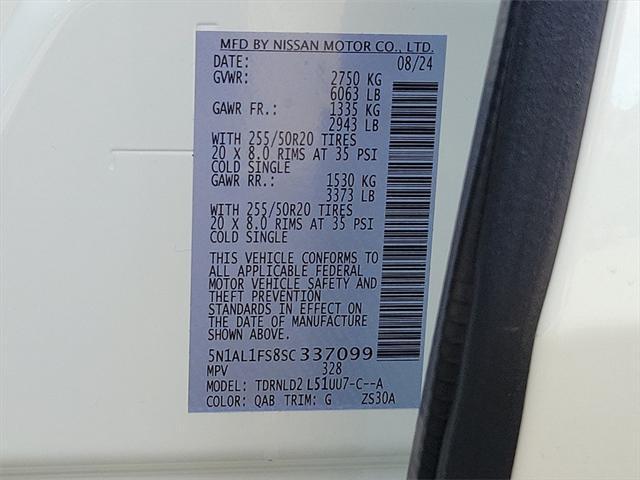 MFD BY NISSAN MOTOR CO., LTD.
DATE: 08/24
GVWR: 2750 KG
6063 LB
GAWR FR.: 1335 KG
2943 LB
WITH 255/50R20 TIRES
20 X 8.0 RIMS AT 35 PSI
COLD SINGLE
GAWR RR.: 1530 KG
3373 LB
WITH 255/50R20 TIRES
20 X 8.0 RIMS AT 35 PSI
COLD SINGLE
THIS VEHICLE CONFORMS TO
ALL APPLICABLE FEDERAL
MOTOR VEHICLE SAFETY AND
THEFT PREVENTION
STANDARDS IN EFFECT ON
THE DATE OF MANUFACTURE
SHOWN ABOVE.
5N1AL1FS8SC337099
MPV 328
MODEL: TDRNLD2 L51UU7-C--A
COLOR: QAB TRIM: G ZS30A